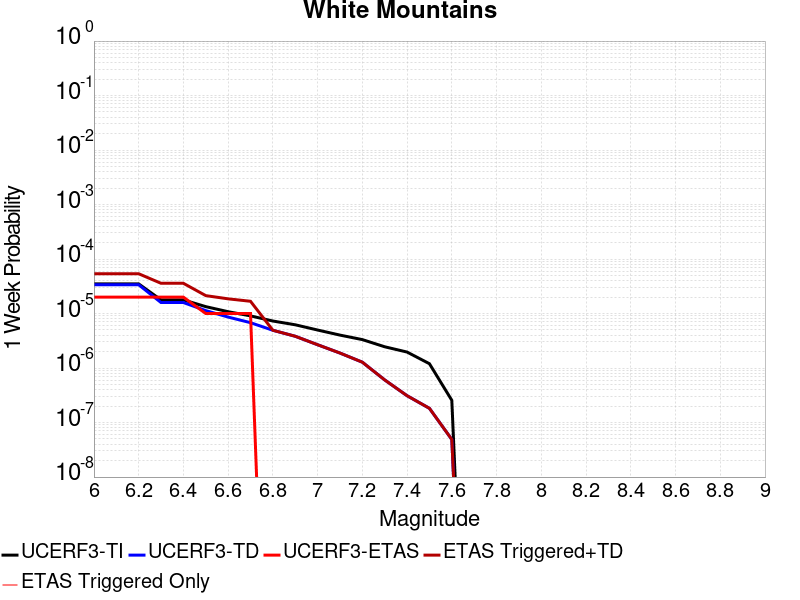 White Mountains
1 Week Probability
10^0
10^-1
10^-2
10^-3
10^-4
10^-5
10^-6
10^-7
10^-8
6 6.2 6.4 6.6 6.8 7 7.2 7.4 7.6 7.8 8 8.2 8.4 8.6 8.8 9
Magnitude
UCERF3-TI UCERF3-TD UCERF3-ETAS ETAS Triggered+TD
ETAS Triggered Only